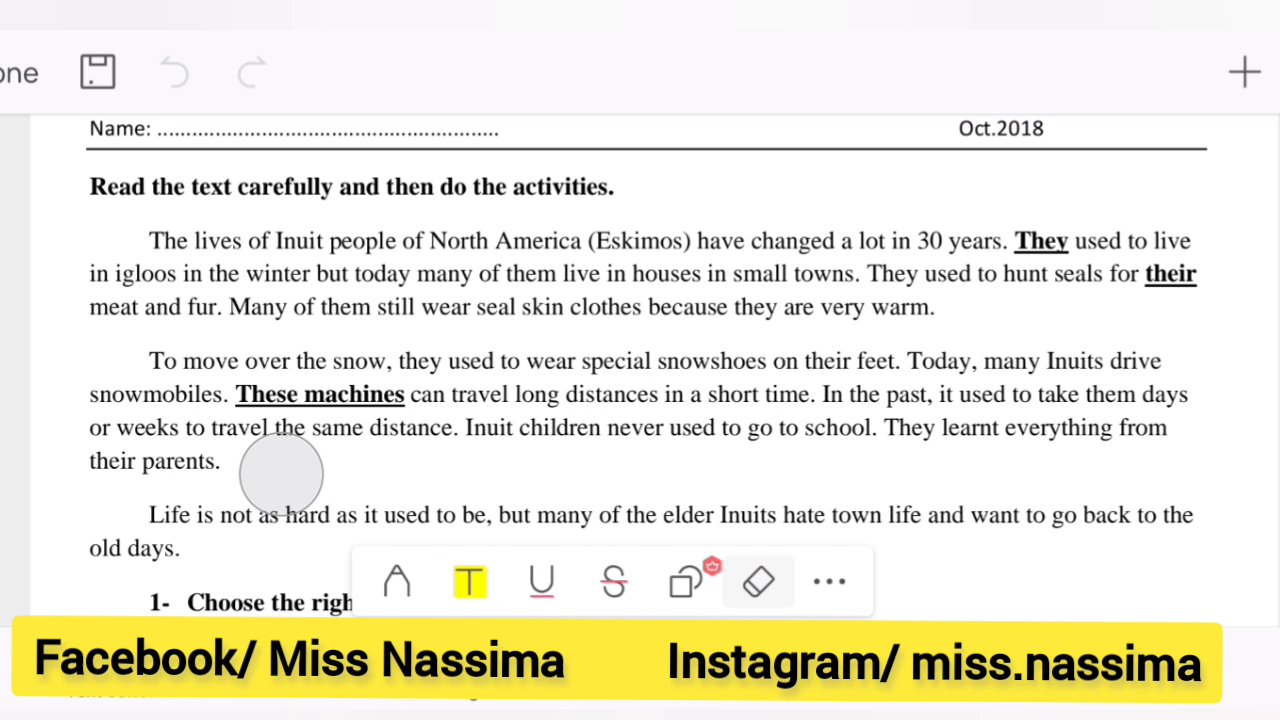 one
Name: .........................................................
Oct.2018
Read the text carefully and then do the activities.
The lives of Inuit people of North America (Eskimos) have changed a lot in 30 years. They used to live
in igloos in the winter but today many of them live in houses in small towns. They used to hunt seals for their
meat and fur. Many of them still wear seal skin clothes because they are very warm.
To move over the snow, they used to wear special snowshoes on their feet. Today, many Inuits drive
snowmobiles. These machines can travel long distances in a short time. In the past, it used to take them days
or weeks to travel the same distance. Inuit children never used to go to school. They learnt everything from
their parents.
Life is not as hard as it used to be, but many of the elder Inuits hate town life and want to go back to the
old days.
T U S
1- Choose the righ
Facebook/ Miss Nassima
Instagram/ miss.nassima